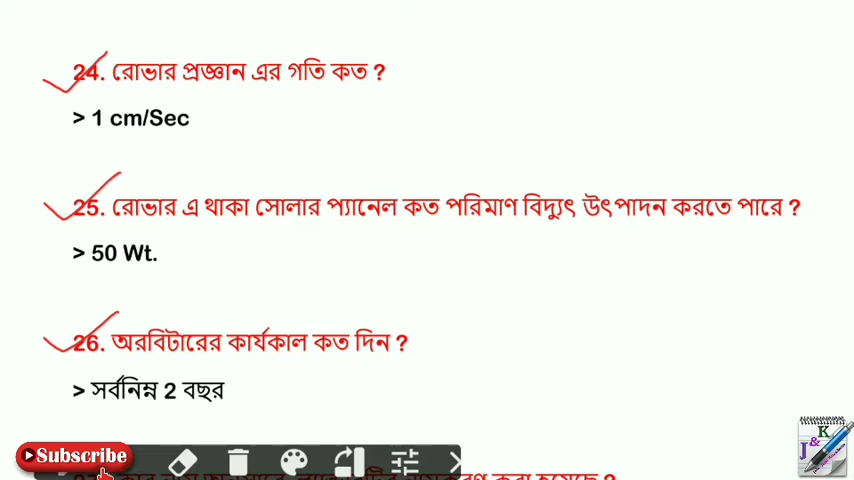 24. রোভার প্রজ্ঞান এর গতি কত ?
> 1 cm/Sec
25. রোভার এ থাকা সোলার প্যানেল কত পরিমাণ বিদ্যুৎ উৎপাদন করতে পারে ?
> 50 Wt.
26. অরবিটারের কার্যকাল কত দিন ?
> সর্বনিম্ন 2 বছর
Subscribe
J&K